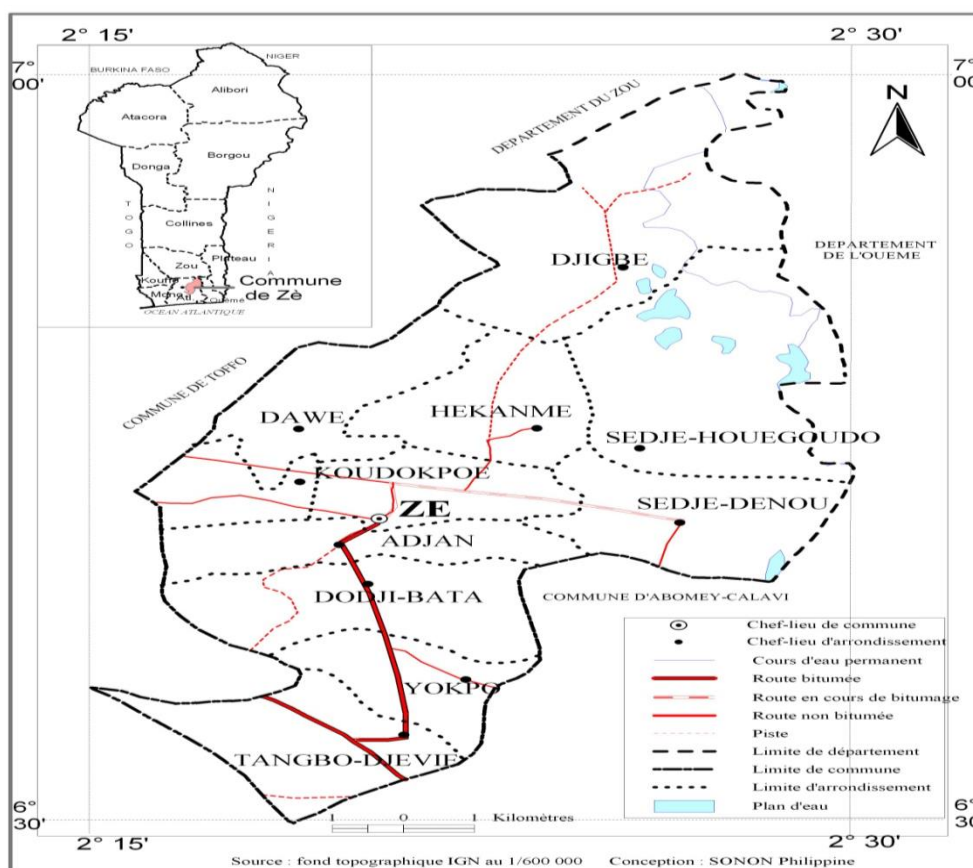 2° 15'
2° 30'
7°
00'
7°
00'
BURKINA FASO
NIGER
Alibori
Atacora
Borgou
Donga
TOGO
NIGERIA
Collines
Zou
Plateau
Kouffo
Mono
Atl.
Ouémé
Commune
de Zè
OCEAN ATLANTIQUE
N
DEPARTEMENT DU ZOU
DEPARTEMENT
DE L'OUEME
DJIGBE
COMMUNE DE TOFFO
DAWE
HEKANME
SEDJE-HOUEGOUDO
KOUDOKPOE
ZE
SEDJE-DENOU
ADJAN
DODJI-BATA
COMMUNE D'ABOMEY-CALAVI
YOKPO
TANGBO-DJEVIE
Chef-lieu de commune
Chef-lieu d'arrondissement
Cours d'eau permanent
Route bitumée
Route en cours de bitumage
Route non bitumée
Piste
Limite de département
Limite de commune
Limite d'arrondissement
Plan d'eau
1 0 1 Kilomètres
6°
30'
6°
30'
2° 15'
2° 30'
Source : fond topographique IGN au 1/600 000 Conception : SONON Philippine